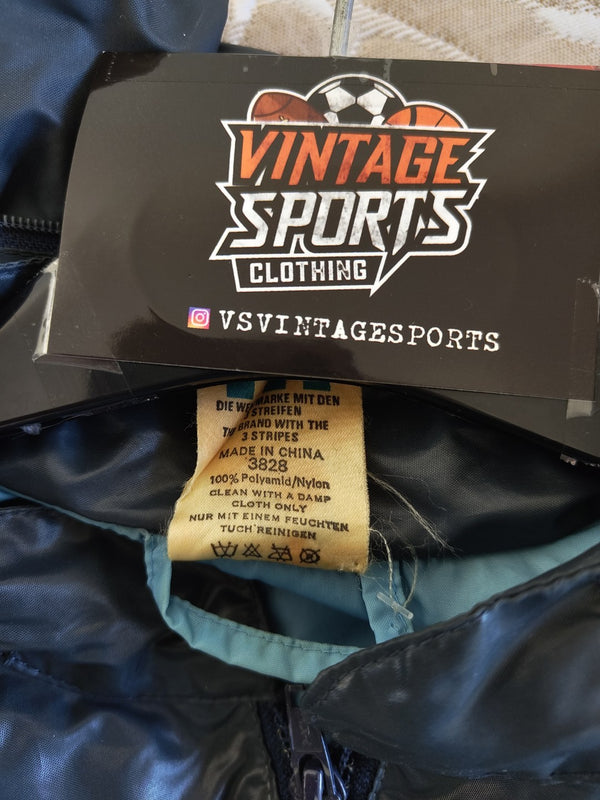 VINTAGE
SPORTS
CLOTHING
VSVINTAGESPORTS
DIE MIT DEN
3 STREIFEN
THE BRAND WITH THE
3 STRIPES
MADE IN CHINA
3828
100% Polyamid/Nylon
CLEAN WITH A DAMP
CLOTH ONLY
NUR MIT EINEM FEUCHTEN
TUCH REINIGEN